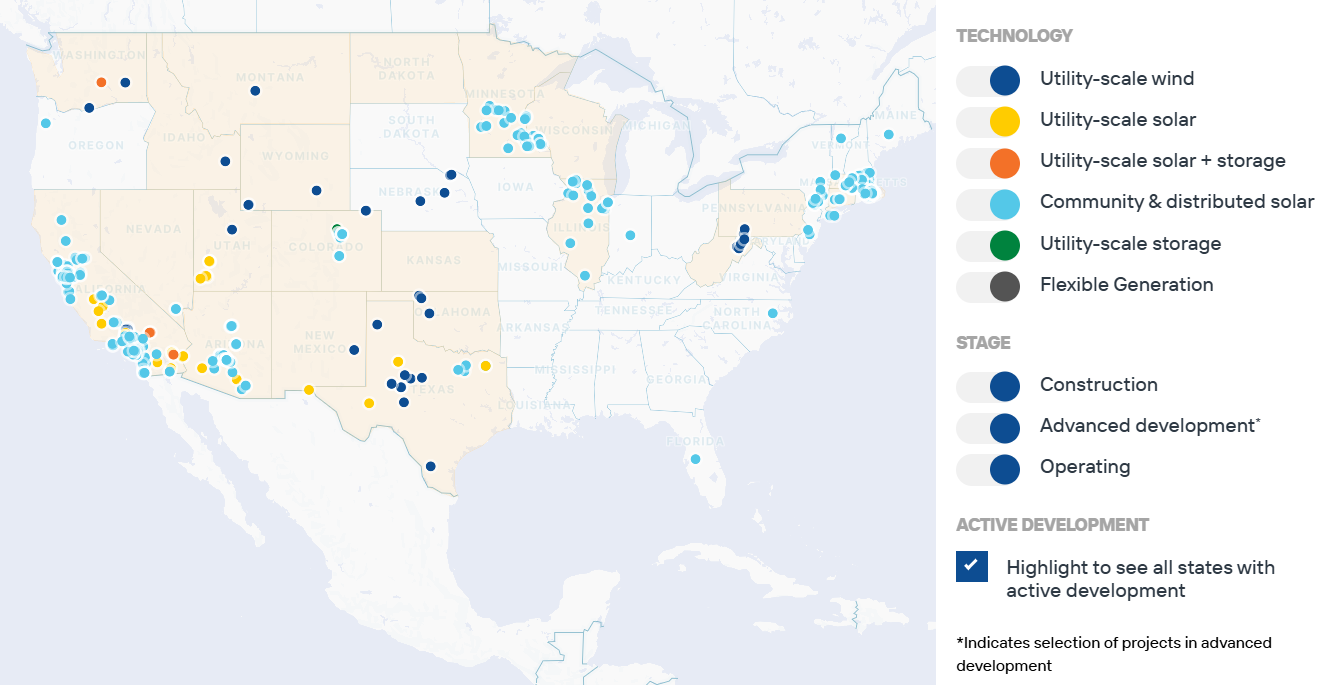 WASHINGTON
MONTANA
NORTH
DAKOTA
MINNESOTA
SOUTH
DAKOTA
WISCONSIN
MICHIGAN
MAINE
VERMONT
OREGON
IDAHO
WYOMING
NEBRASKA
IOWA
PENNSYLVANIA
NEVADA
UTAH
COLORADO
KANSAS
MISSOURI
ILLINOIS
KENTUCKY
VIRGINIA
CALIFORNIA
ARIZONA
NEW
MEXICO
OKLAHOMA
ARKANSAS
TENNESSEE
NORTH
CAROLINA
MISSISSIPPI
GEORGIA
TEXAS
LOUISIANA
FLORIDA
TECHNOLOGY
Utility-scale wind
Utility-scale solar
Utility-scale solar + storage
Community & distributed solar
Utility-scale storage
Flexible Generation
STAGE
Construction
Advanced development*
Operating
ACTIVE DEVELOPMENT
Highlight to see all states with
active development
*Indicates selection of projects in advanced
development